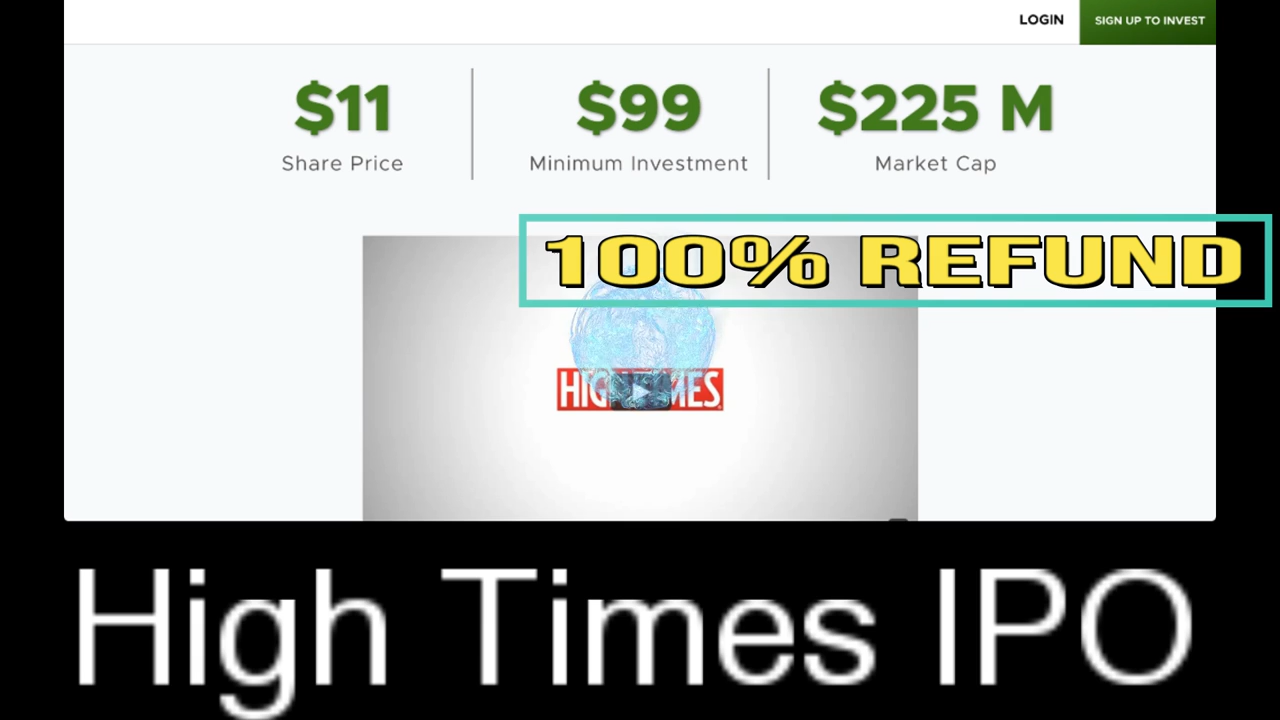 LOGIN SIGN UP TO INVEST
$11 $99 $225 M
Share Price Minimum Investment Market Cap
100% REFUND
HIGH TIMES
High Times IPO